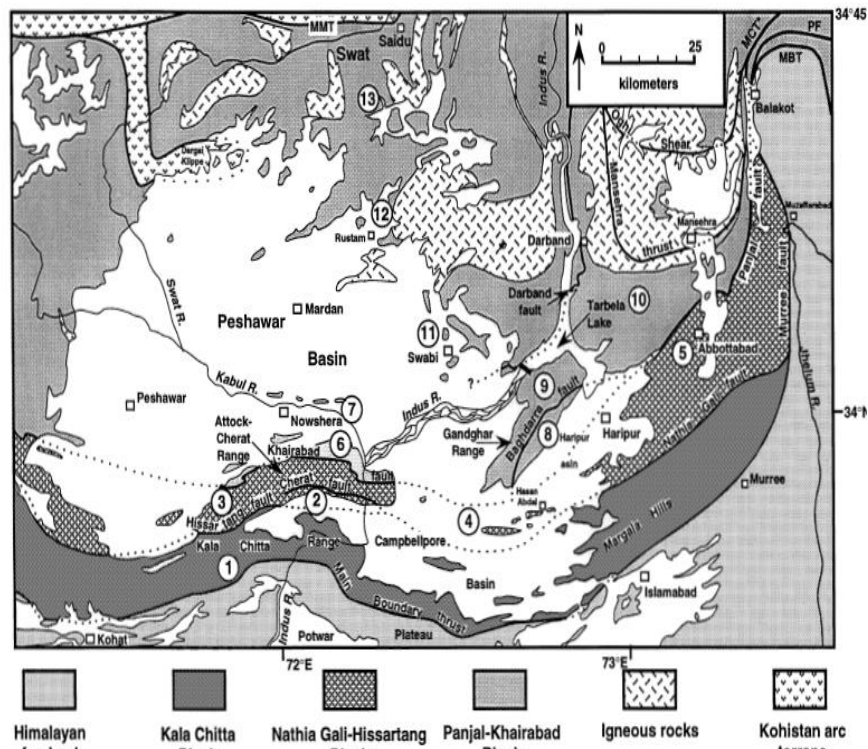 34°45
MMT
Saidu
Swat
Indus R.
N
0 25
kilometers
MCT*
PF
MBT
Balakot
13
Oghi
Shear
Dargai
Klippe
Mansehra
thrust
Mansehra
Muzaffarabad
12
Rustam
Darband
Panjal
fault
Murree fault
Swat R.
Mardan
Peshawar
Basin
Darband
fault
Tarbela
Lake
10
11
Swabi
5
Abbottabad
Jhelum R.
Kabul R.
Peshawar
7
Nowshera
Indus R.
?
9
Baghdarra fault
Nathia Gali fault
34°N
Attock-
Cherat
Range
6
Khairabad
fault
Gandghar
Range
8
Haripur
asin
Haripur
Cherat fault
3
2
Hissartang fault
Hasan
Abdal
4
Murree
Kala Chitta Range
Campbellpore
Basin
Margala Hills
1
Main Boundary thrust
Islamabad
Kohat
Indus R.
Potwar
Plateau
72°E
73°E
Himalayan
Kala Chitta
Nathia Gali-Hissartang
Panjal-Khairabad
Igneous rocks
Kohistan arc